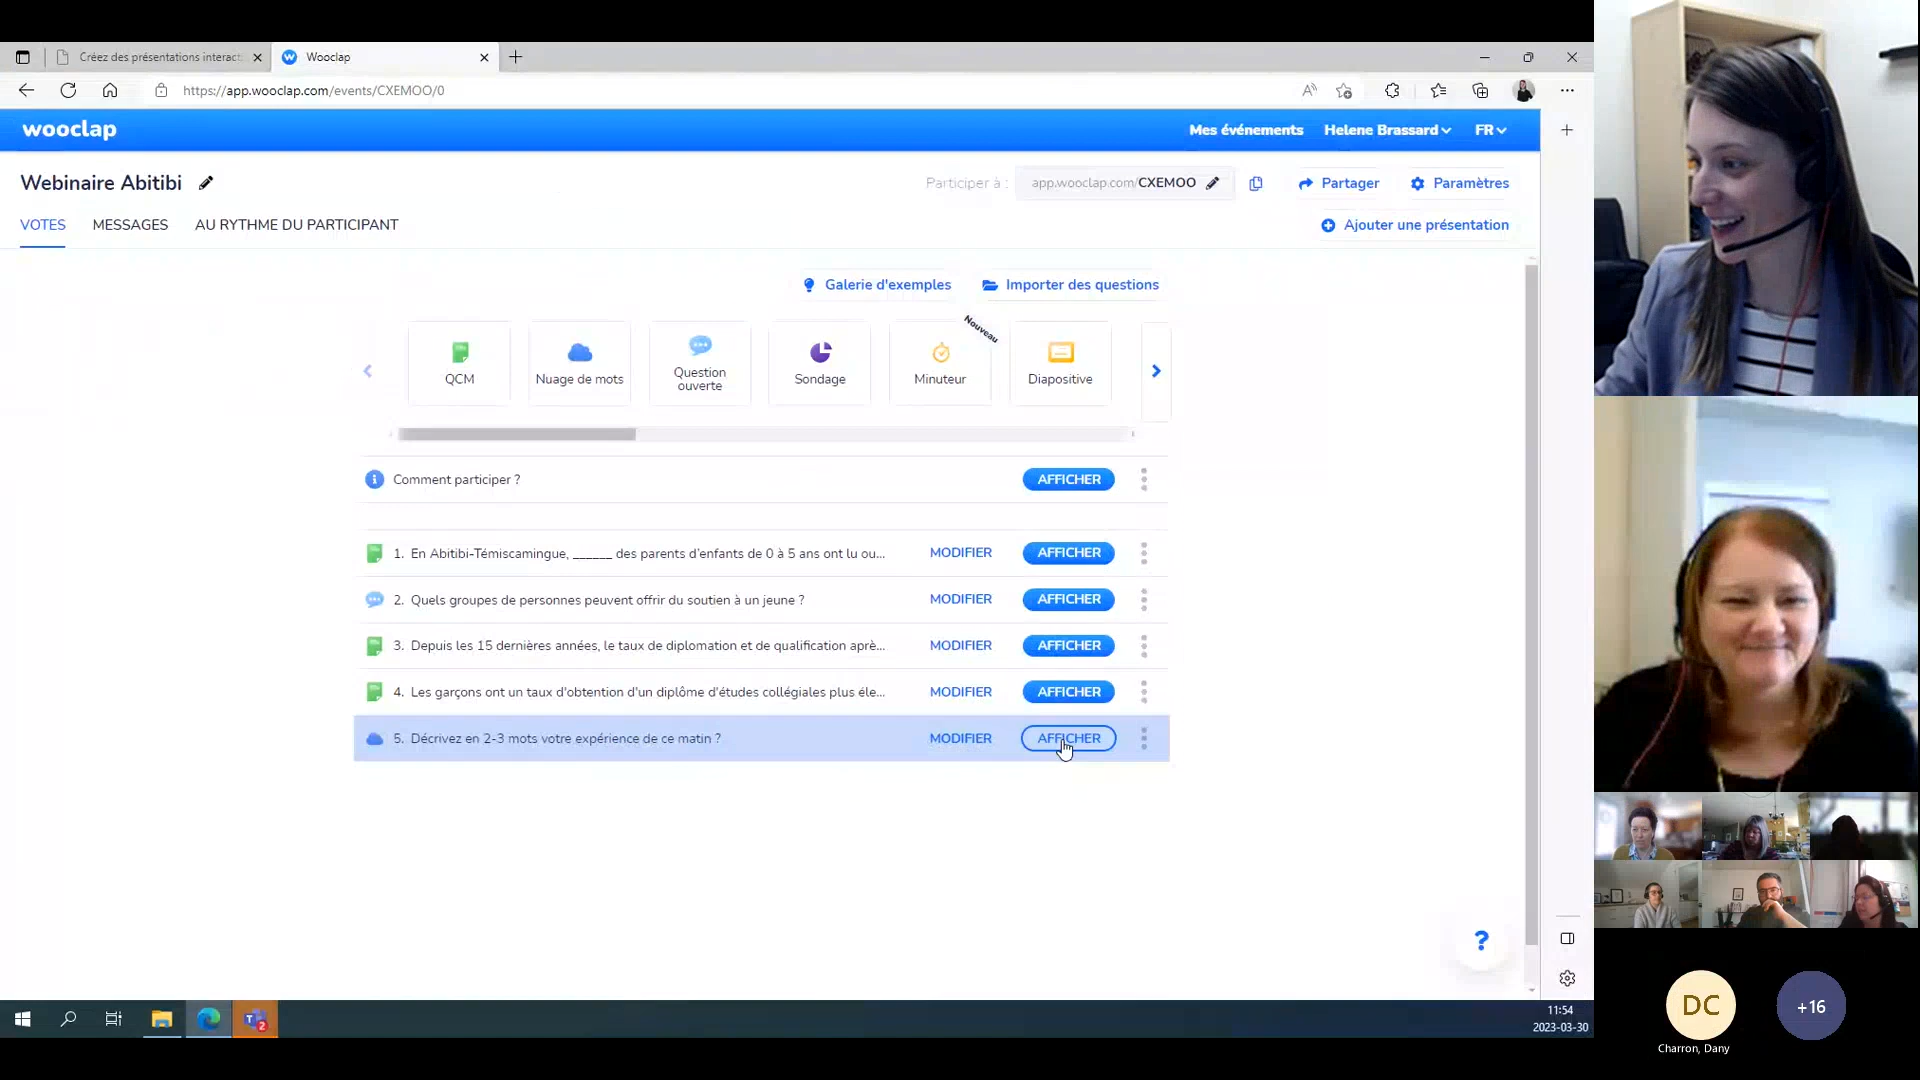 Créez des présentations interact
Wooclap
https://app.wooclap.com/events/CXEMOO/0
wooclap
Mes événements
Helene Brassard
FR
Webinaire Abitibi
Participer à :
app.wooclap.com/CXEMOO
Partager
Paramètres
VOTES
MESSAGES
AU RYTHME DU PARTICIPANT
Ajouter une présentation
Galerie d'exemples
Importer des questions
Nouveau
QCM
Nuage de mots
Question
ouverte
Sondage
Minuteur
Diapositive
Comment participer ?
AFFICHER
1. En Abitibi-Témiscamingue, ______ des parents d'enfants de 0 à 5 ans ont lu ou...
MODIFIER
AFFICHER
2. Quels groupes de personnes peuvent offrir du soutien à un jeune ?
MODIFIER
AFFICHER
3. Depuis les 15 dernières années, le taux de diplomation et de qualification aprè...
MODIFIER
AFFICHER
4. Les garçons ont un taux d'obtention d'un diplôme d'études collégiales plus éle...
MODIFIER
AFFICHER
5. Décrivez en 2-3 mots votre expérience de ce matin ?
MODIFIER
AFFICHER
?
11:54
2023-03-30
DC
+16
Charron, Dany